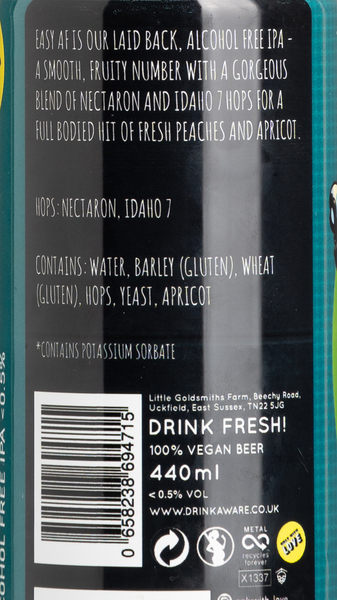 EASY AF IS OUR LAID BACK, ALCOHOL FREE IPA -
A SMOOTH, FRUITY NUMBER WITH A GORGEOUS
BLEND OF NECTARON AND IDAHO 7 HOPS FOR A
FULL BODIED HIT OF FRESH PEACHES AND APRICOT.
HOPS: NECTARON, IDAHO 7
CONTAINS: WATER, BARLEY (GLUTEN), WHEAT
(GLUTEN), HOPS, YEAST, APRICOT
*CONTAINS POTASSIUM SORBATE
Little Goldsmiths Farm, Beechy Road,
Uckfield, East Sussex, TN22 5JG
DRINK FRESH!
100% VEGAN BEER
440ml
<0.5% VOL
WWW.DRINKAWARE.CO.UK
0 658238 694715
METAL
recycles
forever
X1337
FREE IPA <0.5%